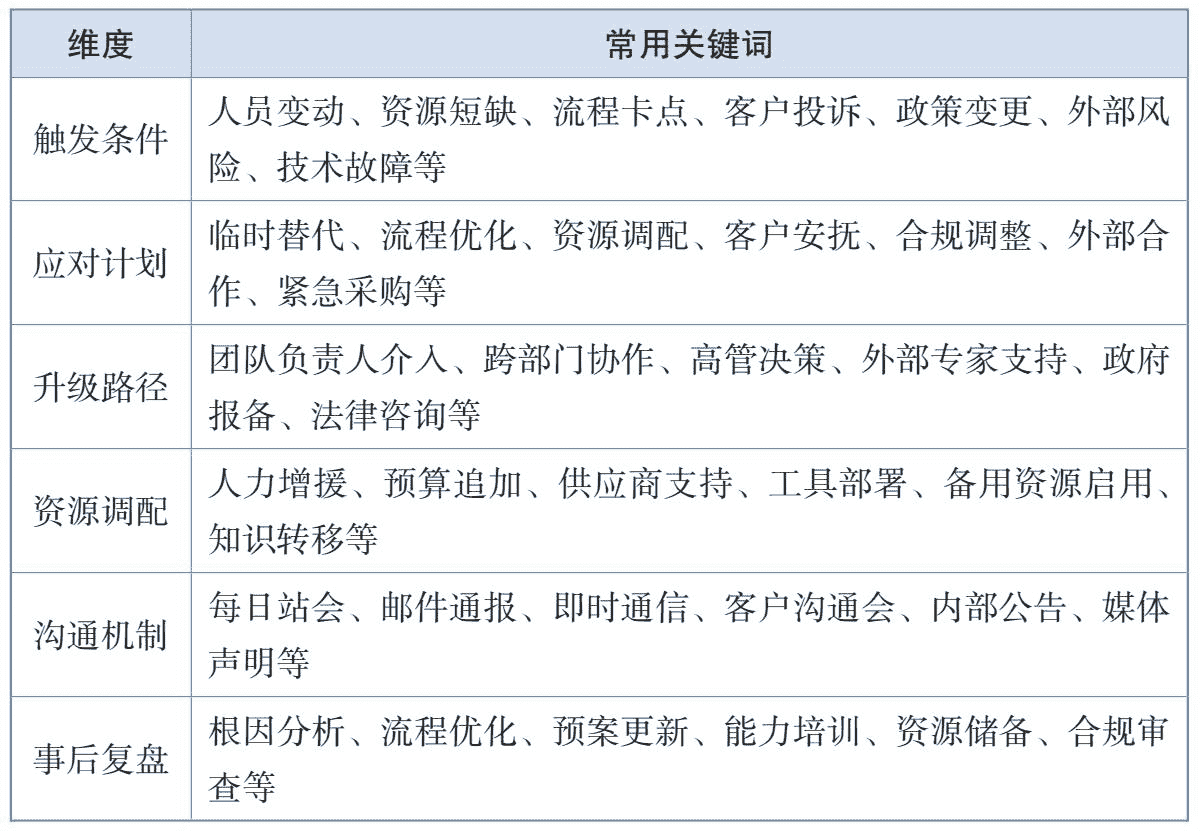 维度
常用关键词
触发条件
人员变动、资源短缺、流程卡点、客户投诉、政策变更、外部风
险、技术故障等
应对计划
临时替代、流程优化、资源调配、客户安抚、合规调整、外部合
作、紧急采购等
升级路径
团队负责人介入、跨部门协作、高管决策、外部专家支持、政府
报备、法律咨询等
资源调配
人力增援、预算追加、供应商支持、工具部署、备用资源启用、
知识转移等
沟通机制
每日站会、邮件通报、即时通信、客户沟通会、内部公告、媒体
声明等
事后复盘
根因分析、流程优化、预案更新、能力培训、资源储备、合规审
查等